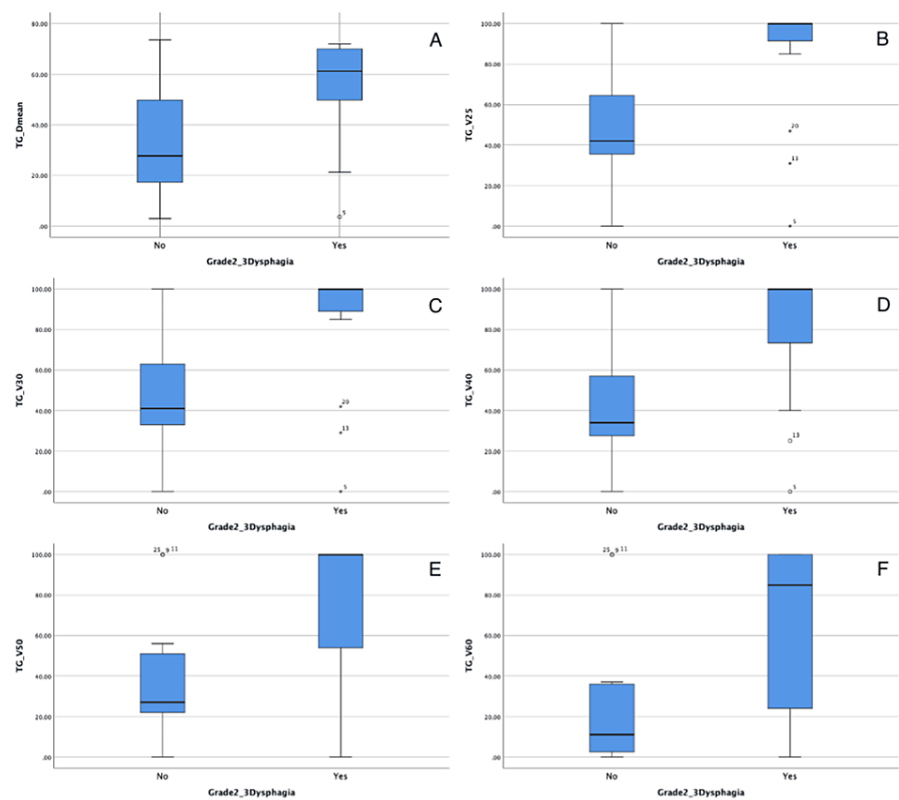 A
80.00
60.00
40.00
20.00
.00
TG_Dmean
5
No Yes
Grade2_3Dysphagia
B
100.00
80.00
60.00
40.00
20.00
.00
TG_V25
20
13
5
No Yes
Grade2_3Dysphagia
C
100.00
80.00
60.00
40.00
20.00
.00
TG_V30
20
13
5
No Yes
Grade2_3Dysphagia
D
100.00
80.00
60.00
40.00
20.00
.00
TG_V40
13
5
No Yes
Grade2_3Dysphagia
E
25 9 11
100.00
80.00
60.00
40.00
20.00
.00
TG_V50
No Yes
Grade2_3Dysphagia
F
25 9 11
100.00
80.00
60.00
40.00
20.00
.00
TG_V60
No Yes
Grade2_3Dysphagia